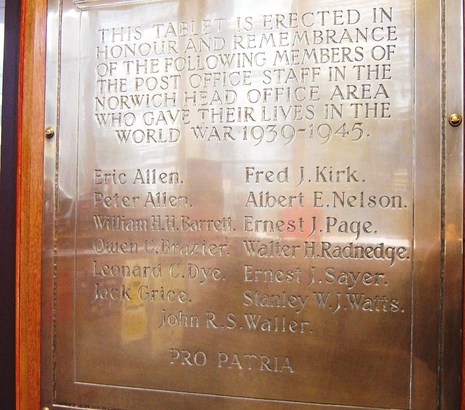 THIS TABLET IS ERECTED IN
HONOUR AND REMEMBRANCE
OF THE FOLLOWING MEMBERS OF
THE POST OFFICE STAFF IN THE
NORWICH HEAD OFFICE AREA
WHO GAVE THEIR LIVES IN THE
WORLD WAR 1939-1945.
Eric Allen. Fred J. Kirk.
Peter Allen. Albert E. Nelson.
William H.H. Barrett. Ernest J. Page.
Owen C. Brazier. Walter H. Radnedge.
Leonard C. Dye. Ernest J. Sayer.
Jack Grice. Stanley W.J. Watts.
John R.S. Waller.
PRO PATRIA